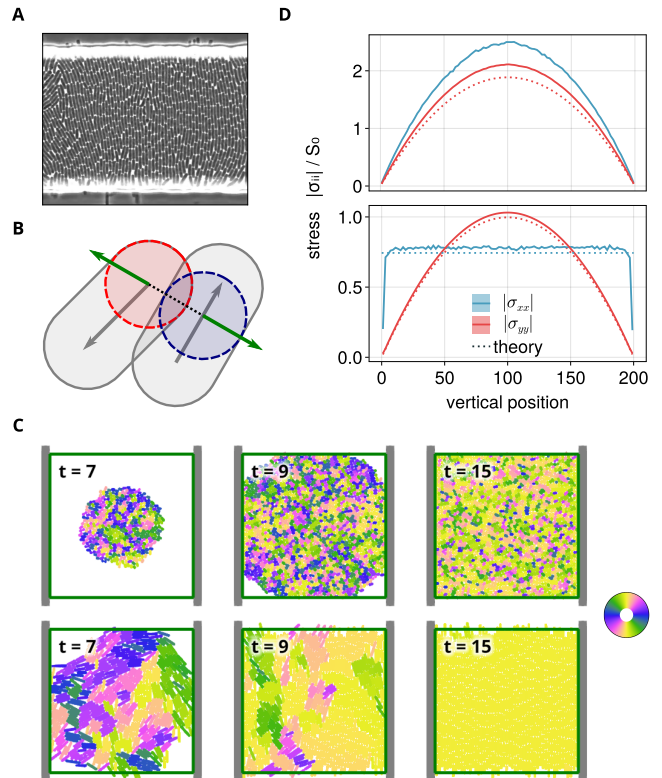 A
B
C
D
stress |σᵢᵢ| / S₀
2
1
0
1.0
0.5
0.0
|σxx|
|σyy|
theory
0 50 100 150 200
vertical position
t = 7
t = 9
t = 15
t = 7
t = 9
t = 15